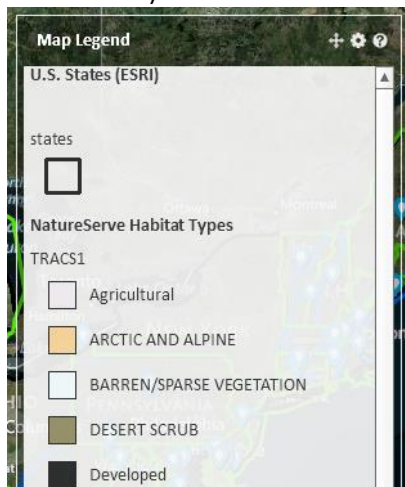 Map Legend
U.S. States (ESRI)
states
NatureServe Habitat Types
TRACS1
Agricultural
ARCTIC AND ALPINE
BARREN/SPARSE VEGETATION
DESERT SCRUB
Developed